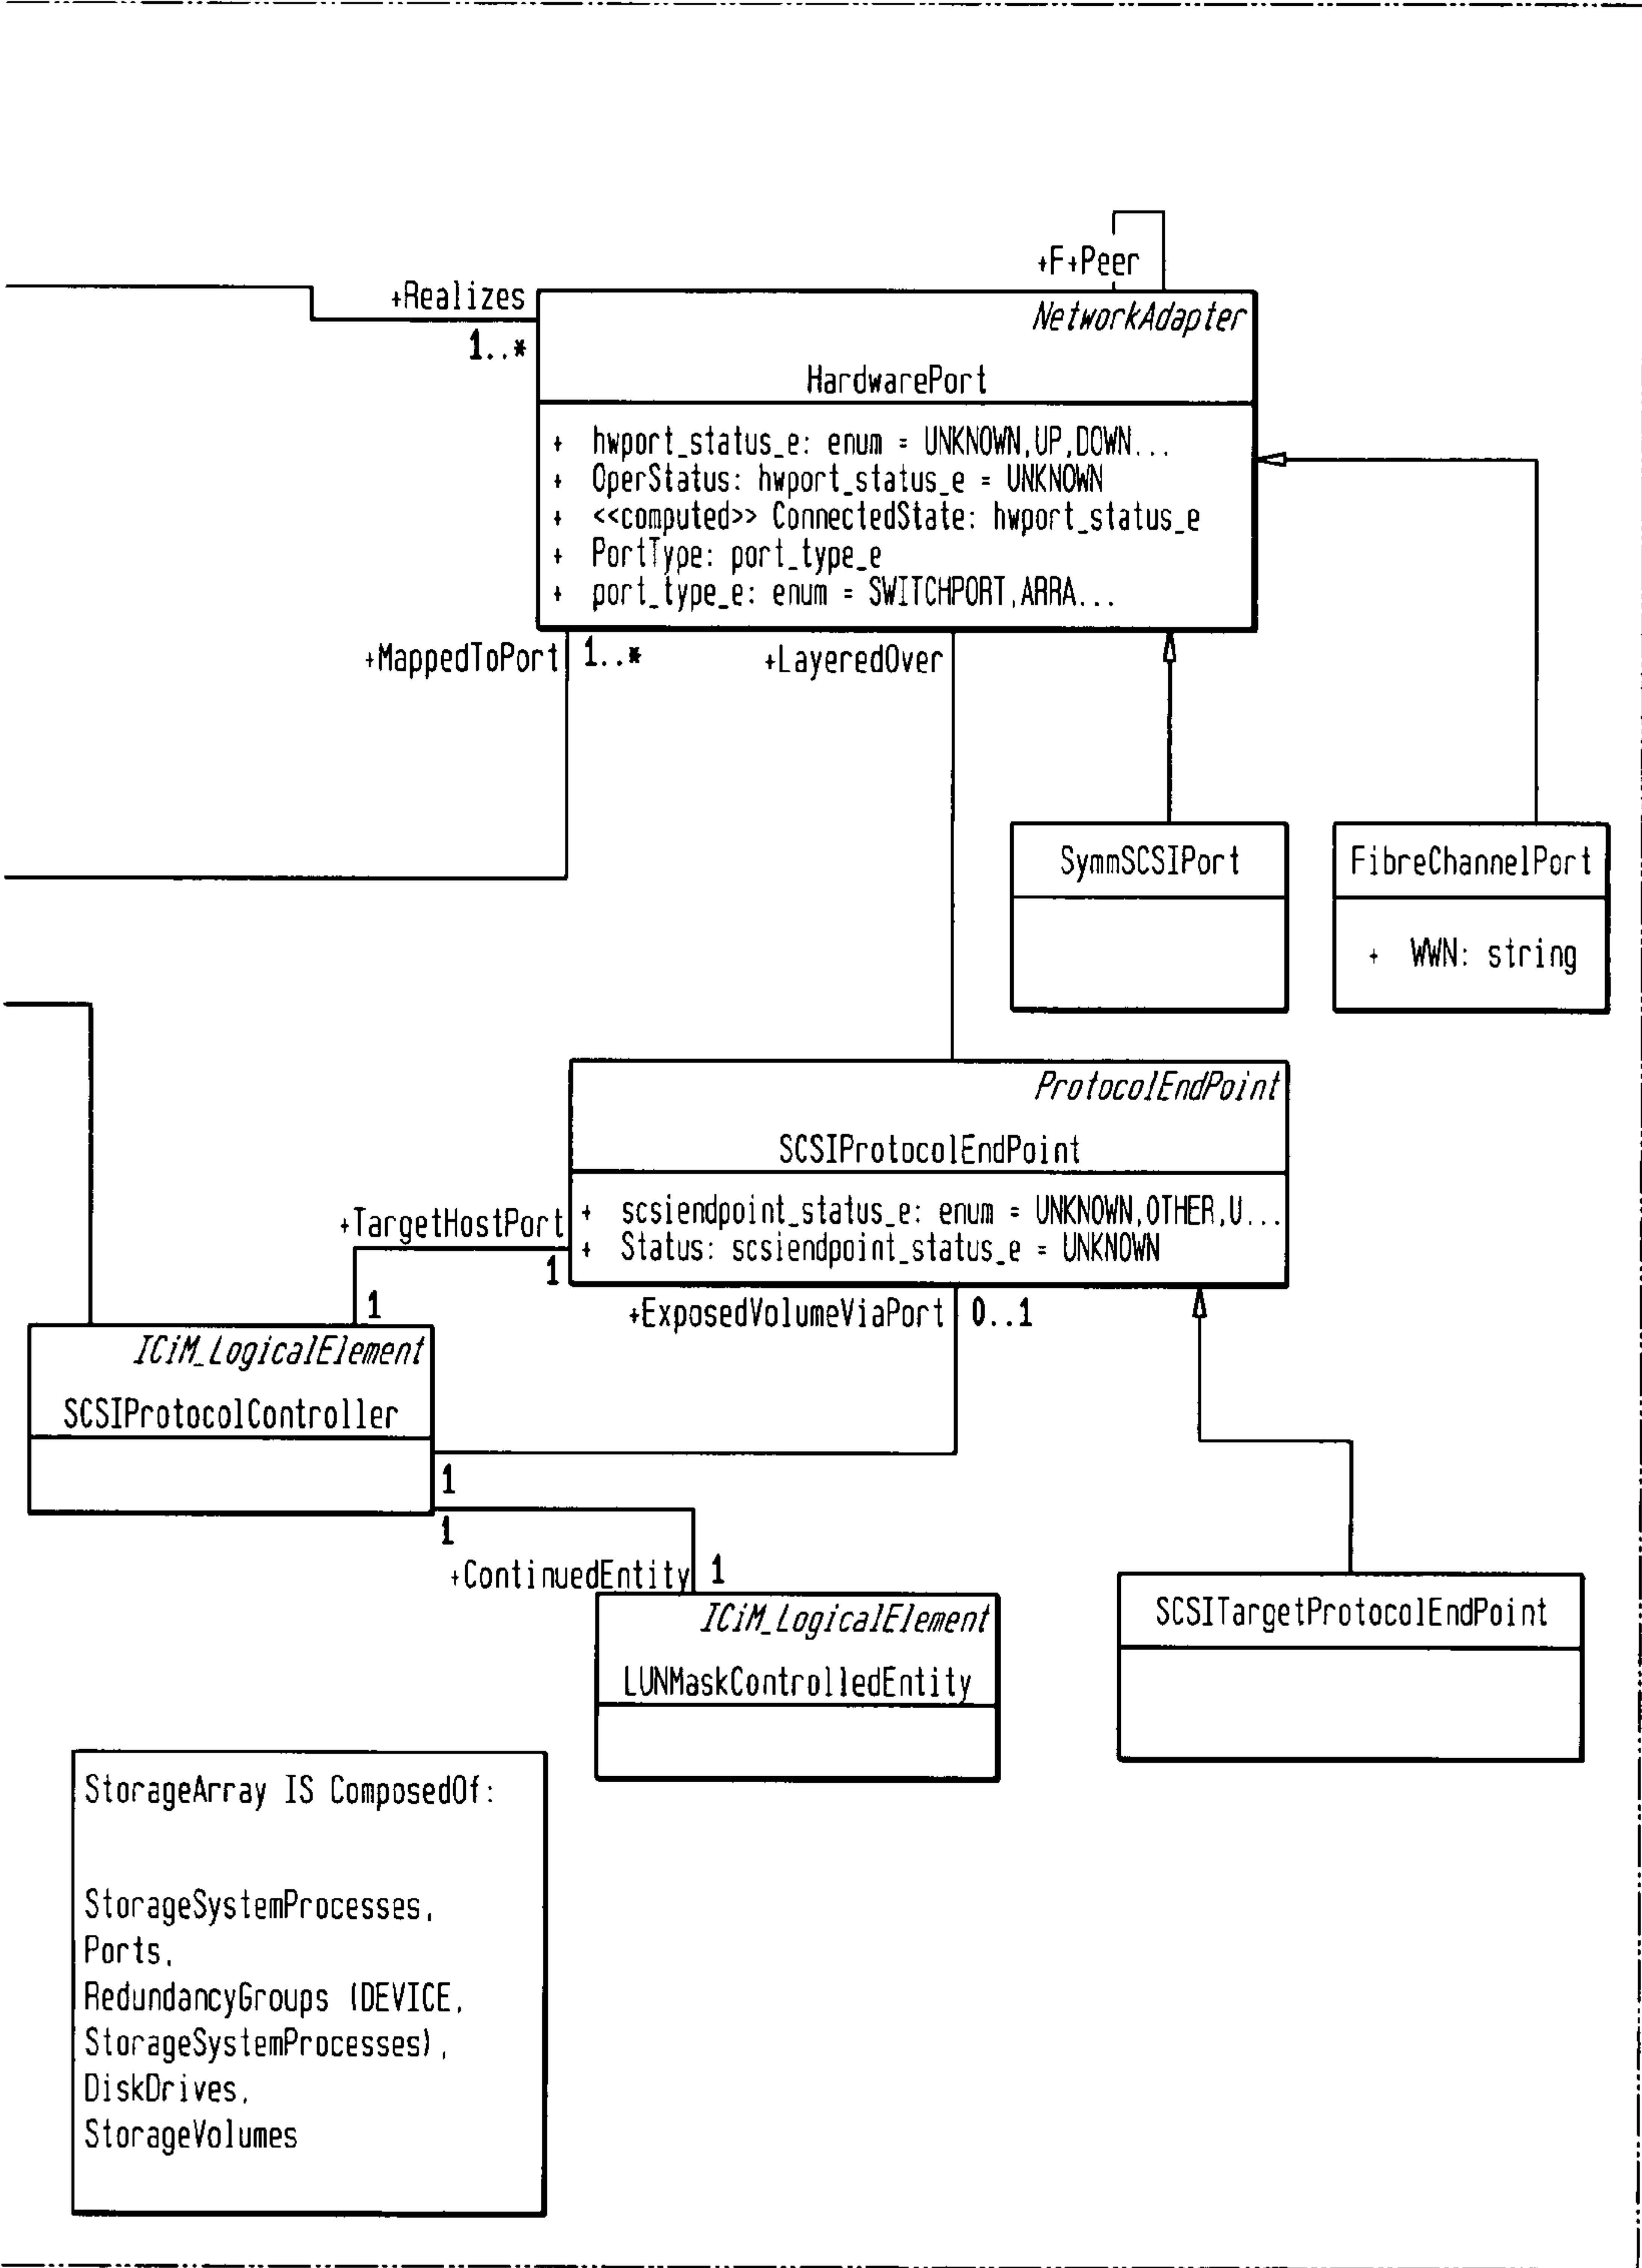 +F+Peer
+Realizes
1..*
NetworkAdapter
HardwarePort
+ hwport_status_e: enum = UNKNOWN,UP,DOWN...
+ OperStatus: hwport_status_e = UNKNOWN
+ <<computed>> ConnectedState: hwport_status_e
+ PortType: port_type_e
+ port_type_e: enum = SWITCHPORT,ARRA...
+MappedToPort
1..*
+LayeredOver
SymmSCSIPort
FibreChannelPort
+ WWN: string
ProtocolEndPoint
SCSIProtocolEndPoint
+ scsiendpoint_status_e: enum = UNKNOWN,OTHER,U...
+ Status: scsiendpoint_status_e = UNKNOWN
+TargetHostPort
1
1
+ExposedVolumeViaPort
0..1
ICiM_LogicalElement
SCSIProtocolController
1
1
+ContinuedEntity
1
ICiM_LogicalElement
LUNMaskControlledEntity
SCSITargetProtocolEndPoint
StorageArray IS ComposedOf:
StorageSystemProcesses,
Ports,
RedundancyGroups (DEVICE,
StorageSystemProcesses),
DiskDrives,
StorageVolumes